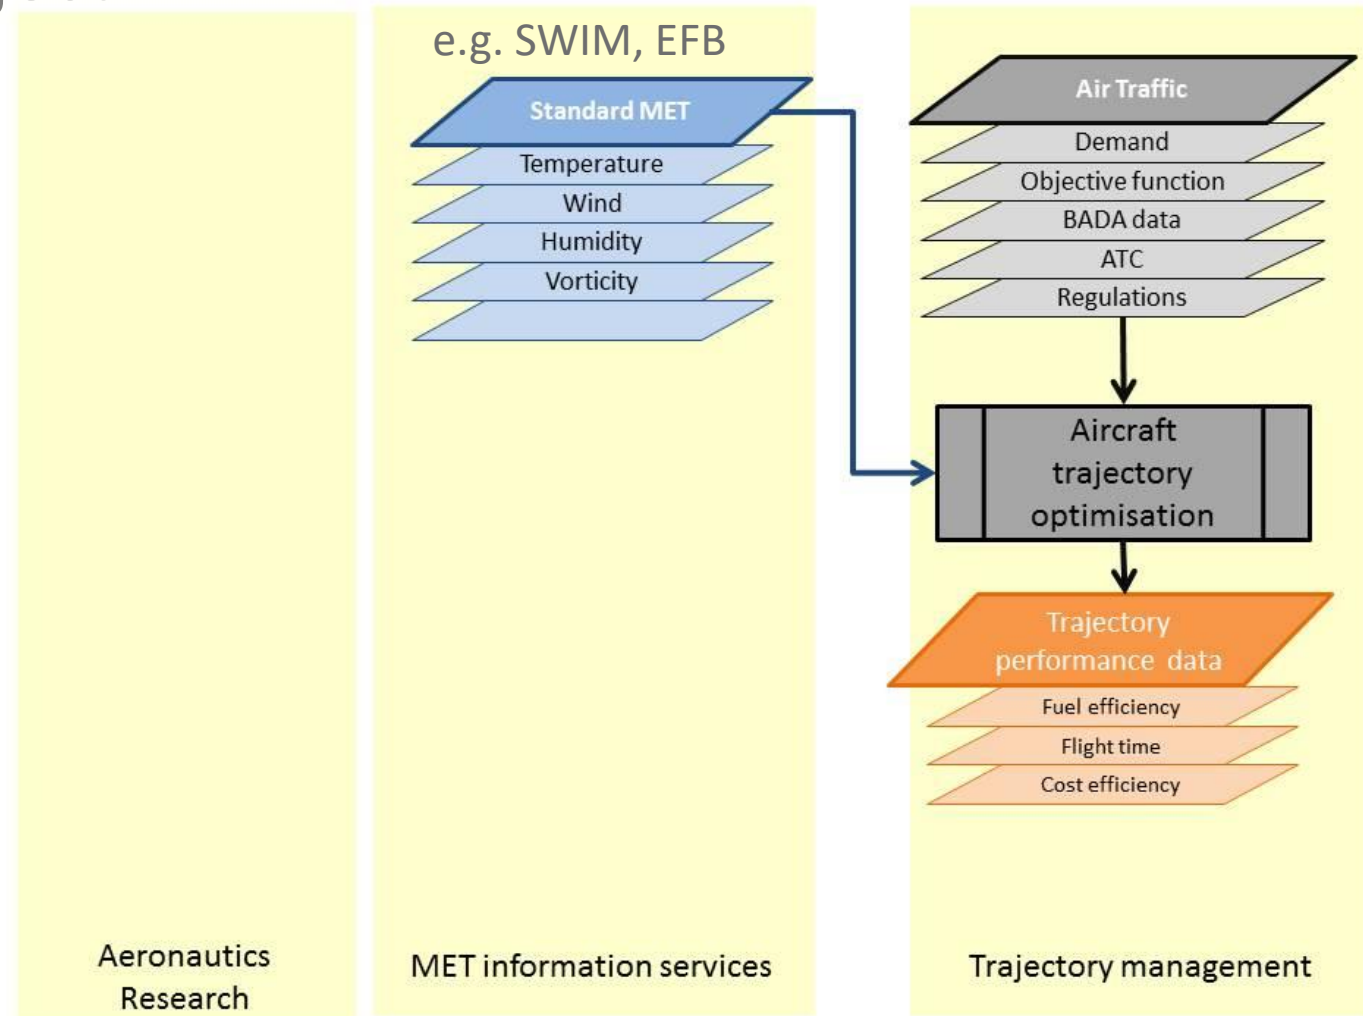 e.g. SWIM, EFB
Standard MET
Temperature
Wind
Humidity
Vorticity
Air Traffic
Demand
Objective function
BADA data
ATC
Regulations
Aircraft
trajectory
optimisation
Trajectory
performance data
Fuel efficiency
Flight time
Cost efficiency
Aeronautics
Research
MET information services
Trajectory management